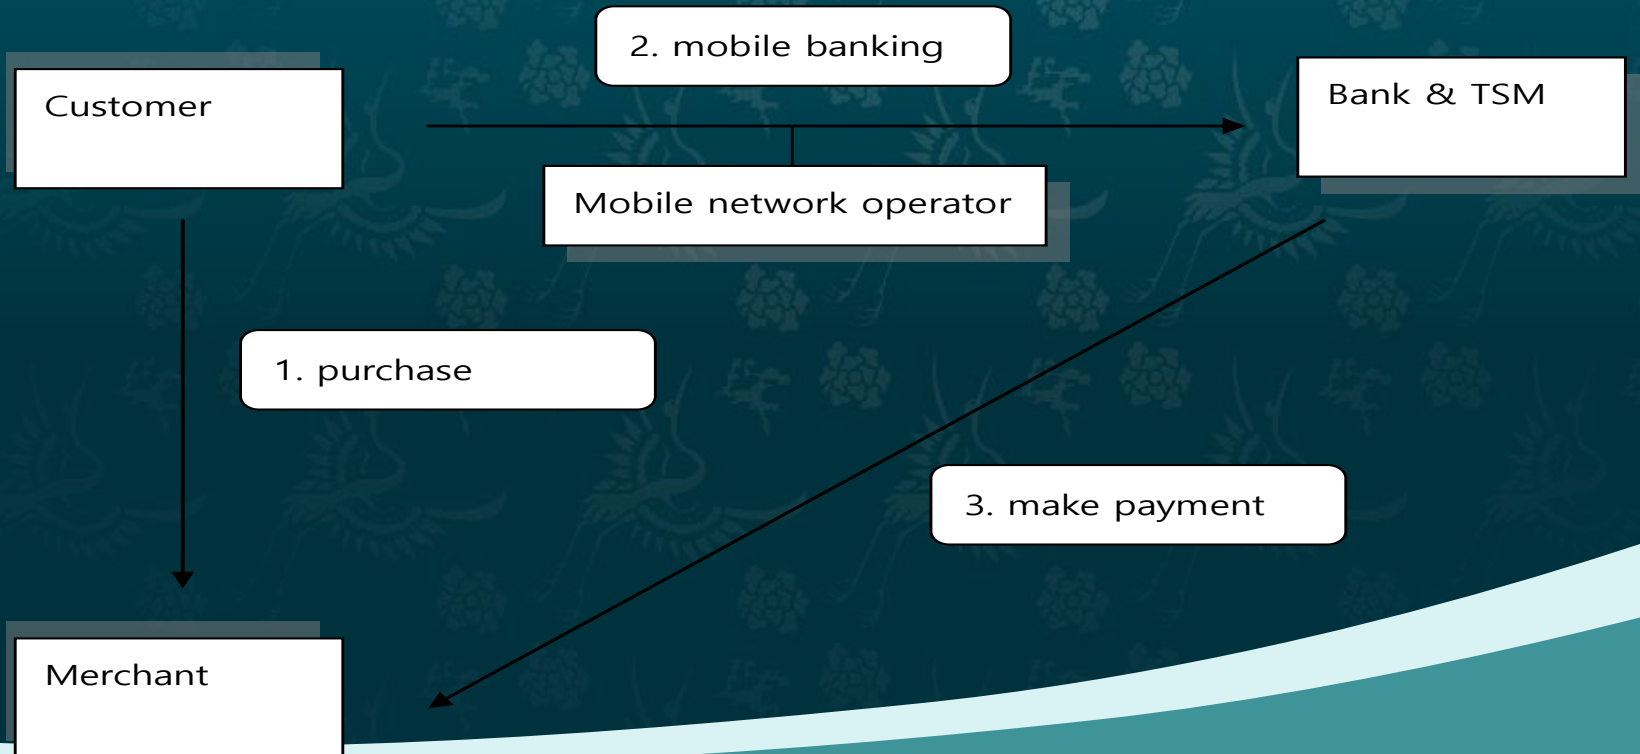 2. mobile banking
Customer
Bank & TSM
Mobile network operator
1. purchase
3. make payment
Merchant